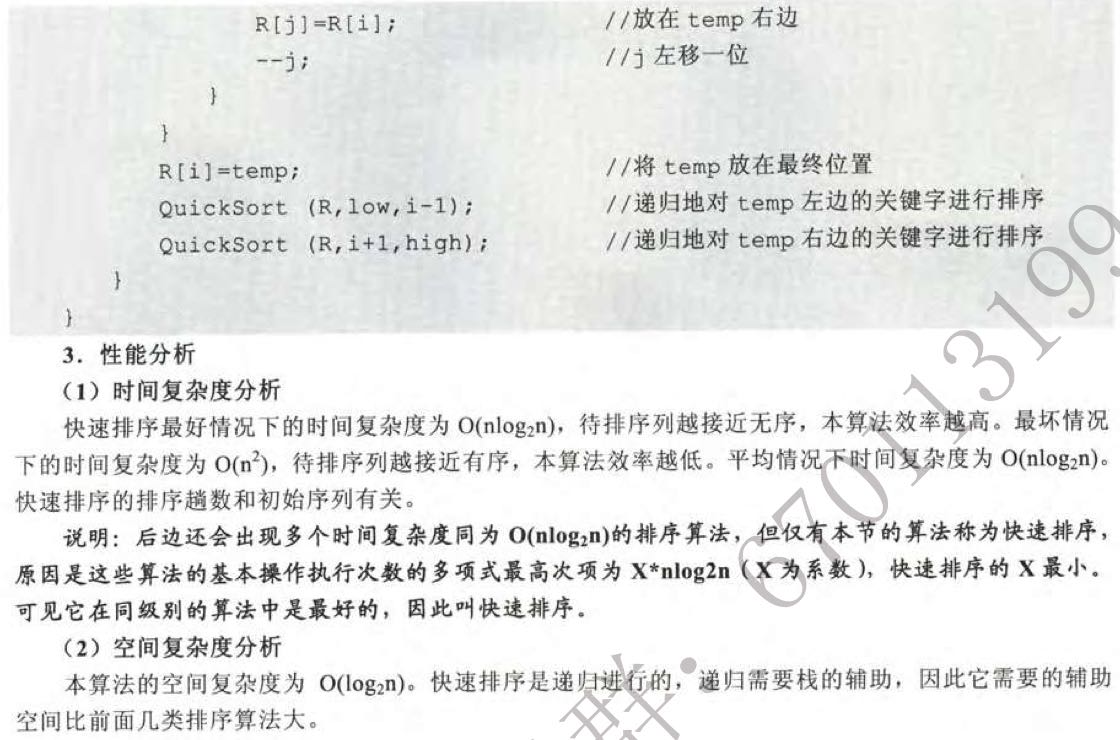 R[j]=R[i]; //放在 temp 右边
--j; //j 左移一位
}
}
R[i]=temp; //将 temp 放在最终位置
QuickSort (R,low,i-1); //递归地对 temp 左边的关键字进行排序
QuickSort (R,i+1,high); //递归地对 temp 右边的关键字进行排序
}
}
3．性能分析
（1）时间复杂度分析
快速排序最好情况下的时间复杂度为 O(nlog₂n)，待排序列越接近无序，本算法效率越高。最坏情况
下的时间复杂度为 O(n²)，待排序列越接近有序，本算法效率越低。平均情况下时间复杂度为 O(nlog₂n)。
快速排序的排序趟数和初始序列有关。
说明：后边还会出现多个时间复杂度同为 O(nlog₂n)的排序算法，但仅有本节的算法称为快速排序，
原因是这些算法的基本操作执行次数的多项式最高次项为 X*nlog2n（X 为系数），快速排序的 X 最小。
可见它在同级别的算法中是最好的，因此叫快速排序。
（2）空间复杂度分析
本算法的空间复杂度为 O(log₂n)。快速排序是递归进行的，递归需要栈的辅助，因此它需要的辅助
空间比前面几类排序算法大。
群：67011319